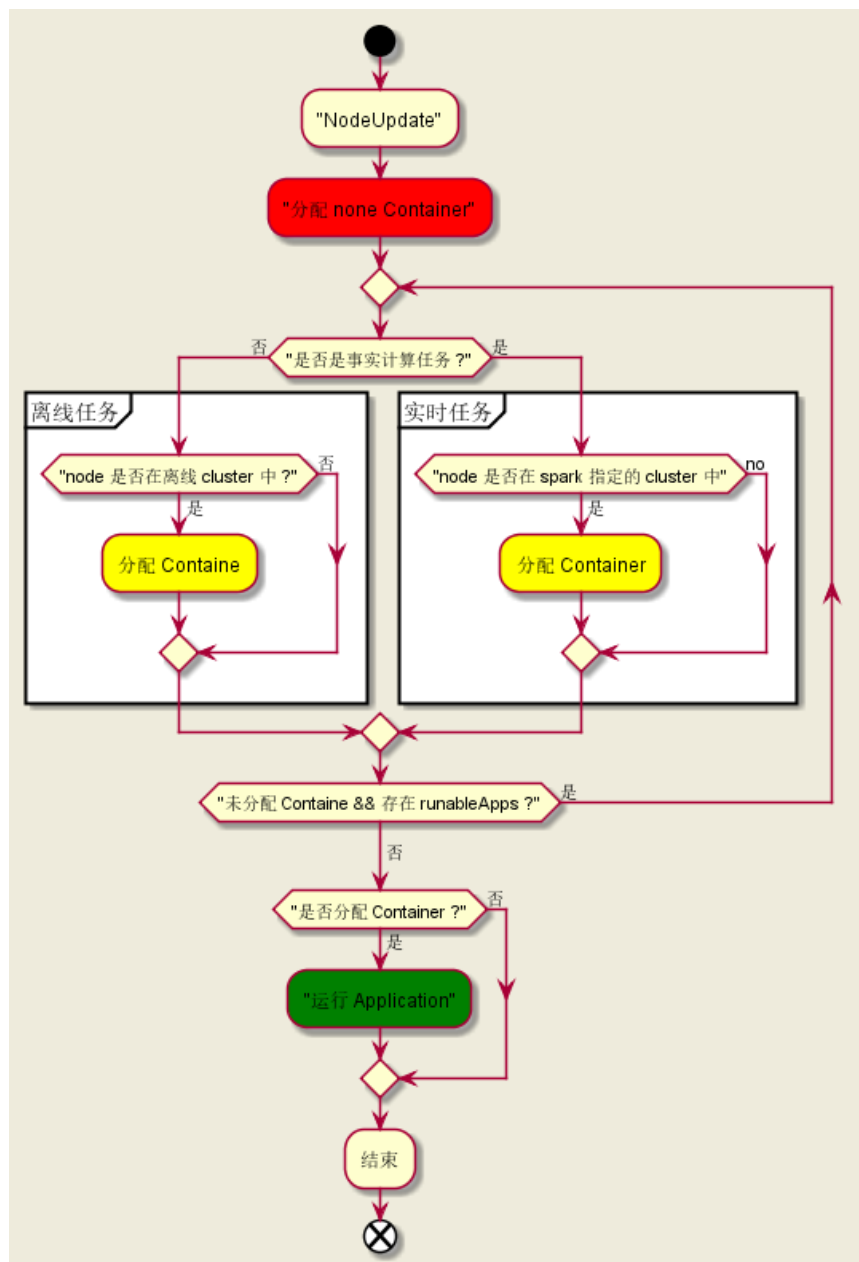 "NodeUpdate"
"分配 none Container"
否
"是否是事实计算任务 ?"
是
离线任务
"node 是否在离线 cluster 中 ?"
否
是
分配 Containe
实时任务
"node 是否在 spark 指定的 cluster 中"
no
是
分配 Container
"未分配 Containe && 存在 runableApps ?"
是
否
"是否分配 Container ?"
否
是
"运行 Application"
结束